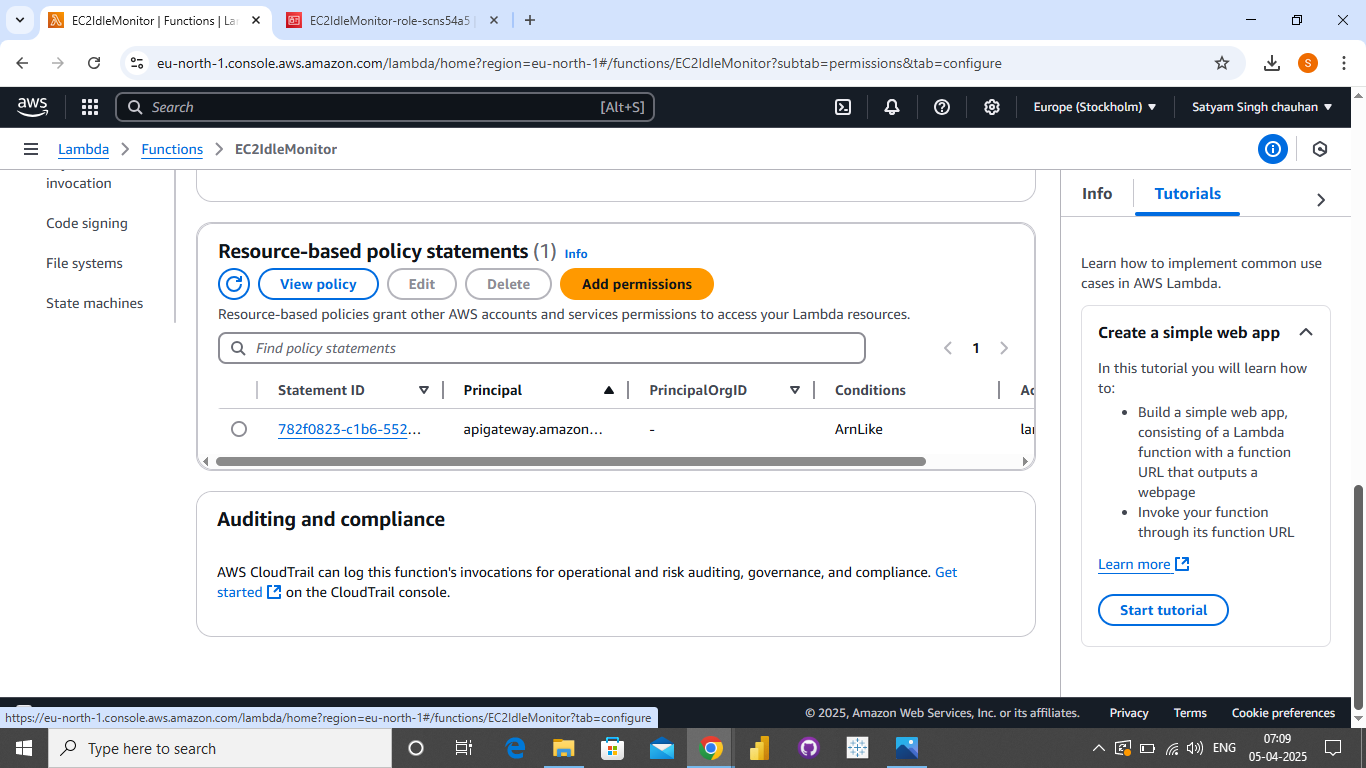 EC2IdleMonitor | Functions | La
EC2IdleMonitor-role-scns54a5 |
eu-north-1.console.aws.amazon.com/lambda/home?region=eu-north-1#/functions/EC2IdleMonitor?subtab=permissions&tab=configure
S
aws
Search
[Alt+S]
Europe (Stockholm)
Satyam Singh chauhan
Lambda
Functions
EC2IdleMonitor
invocation
Code signing
File systems
State machines
Resource-based policy statements (1) Info
View policy
Edit
Delete
Add permissions
Resource-based policies grant other AWS accounts and services permissions to access your Lambda resources.
Find policy statements
1
Statement ID
Principal
PrincipalOrgID
Conditions
Ac
782f0823-c1b6-552...
apigateway.amazon...
-
ArnLike
lar
Auditing and compliance
AWS CloudTrail can log this function's invocations for operational and risk auditing, governance, and compliance. Get
started on the CloudTrail console.
Info
Tutorials
Learn how to implement common use
cases in AWS Lambda.
Create a simple web app
In this tutorial you will learn how
to:
• Build a simple web app,
consisting of a Lambda
function with a function
URL that outputs a
webpage
• Invoke your function
through its function URL
Learn more
Start tutorial
https://eu-north-1.console.aws.amazon.com/lambda/home?region=eu-north-1#/functions/EC2IdleMonitor?tab=configure
© 2025, Amazon Web Services, Inc. or its affiliates.
Privacy
Terms
Cookie preferences
Type here to search
ENG
07:09
05-04-2025